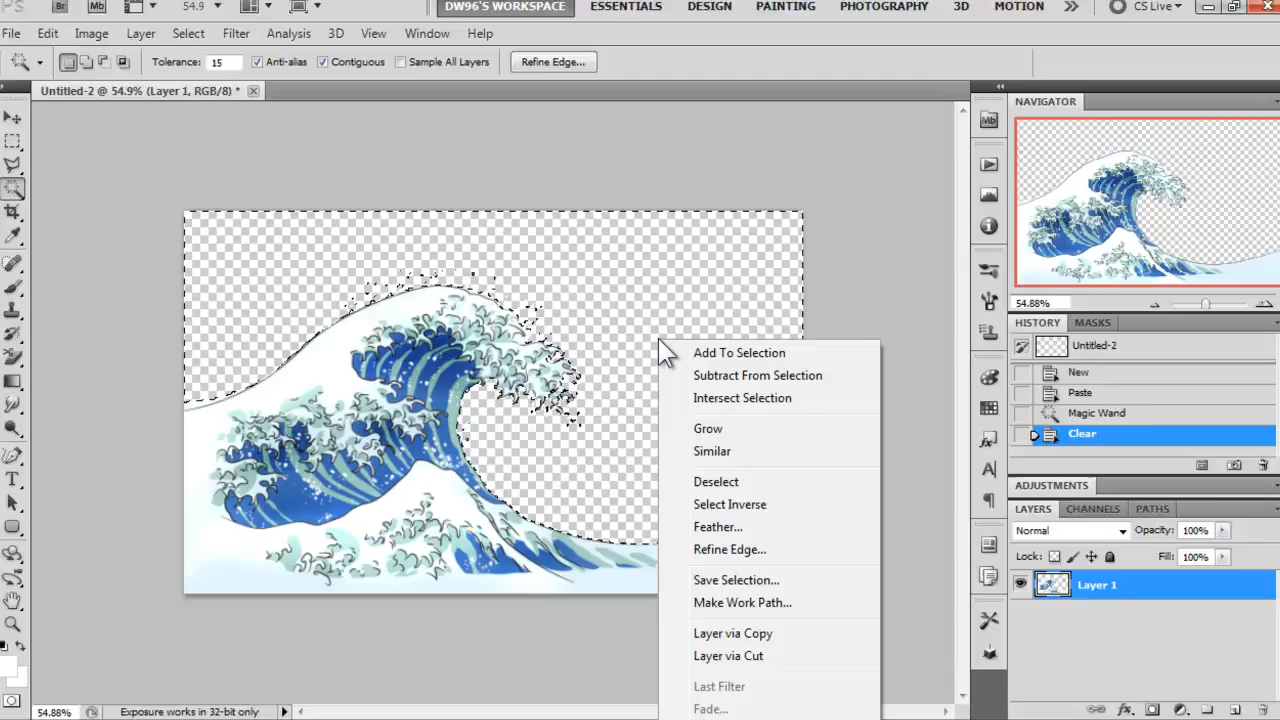 PS Br Mb 54.9 DW96'S WORKSPACE ESSENTIALS DESIGN PAINTING PHOTOGRAPHY 3D MOTION CS Live
File Edit Image Layer Select Filter Analysis 3D View Window Help
Tolerance: 15 Anti-alias Contiguous Sample All Layers Refine Edge...
Untitled-2 @ 54.9% (Layer 1, RGB/8) *
NAVIGATOR
Mb
54.88%
HISTORY MASKS
Untitled-2
New
Paste
Magic Wand
Clear
ADJUSTMENTS
LAYERS CHANNELS PATHS
Normal Opacity: 100%
Lock: Fill: 100%
Layer 1
Add To Selection
Subtract From Selection
Intersect Selection
Grow
Similar
Deselect
Select Inverse
Feather...
Refine Edge...
Save Selection...
Make Work Path...
Layer via Copy
Layer via Cut
Last Filter
Fade...
54.88% Exposure works in 32-bit only